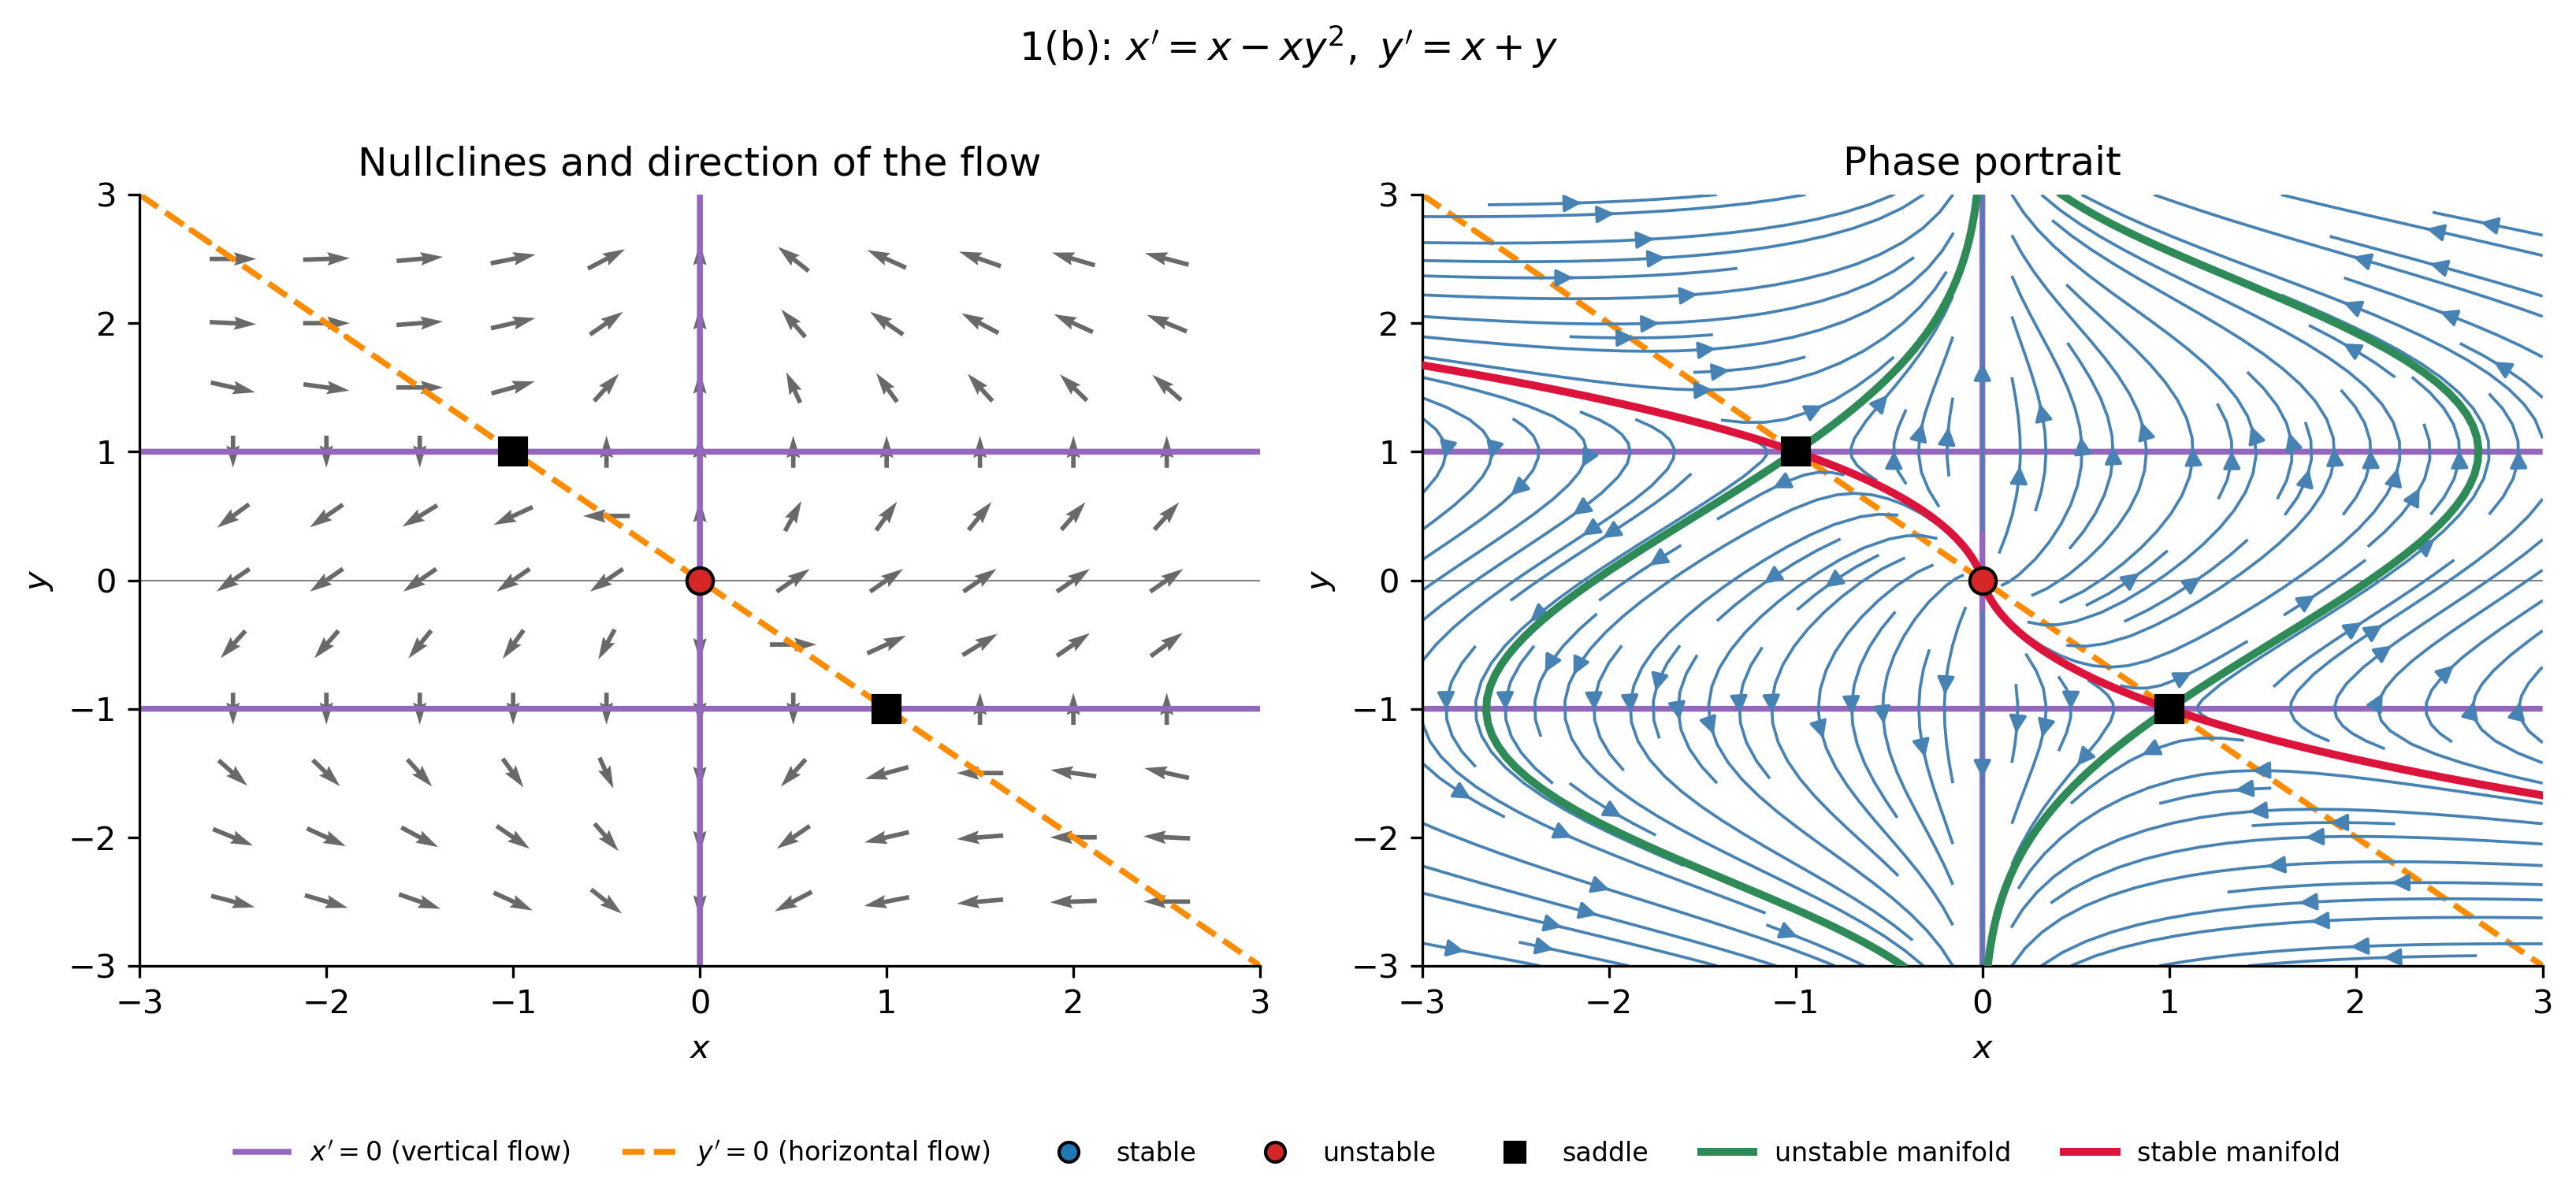 1(b): x′ = x − xy², y′ = x + y
Nullclines and direction of the flow
Phase portrait
3
2
1
0
−1
−2
−3
y
−3 −2 −1 0 1 2 3
x
3
2
1
0
−1
−2
−3
y
−3 −2 −1 0 1 2 3
x
x′ = 0 (vertical flow) y′ = 0 (horizontal flow) stable unstable saddle unstable manifold stable manifold